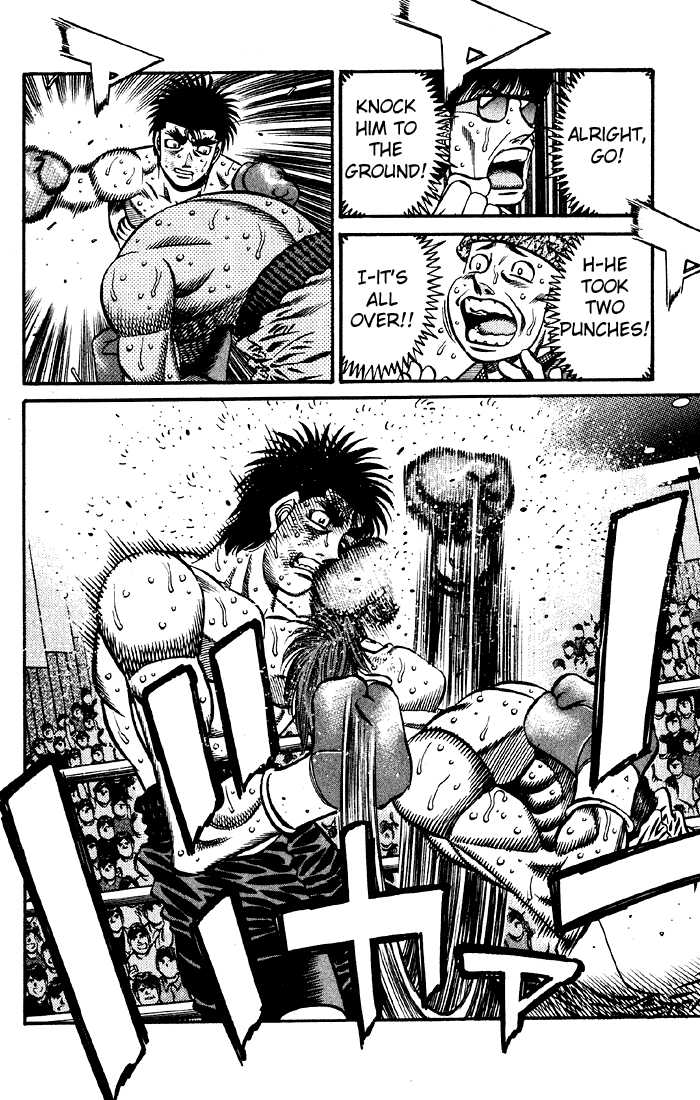 ALRIGHT,
GO!
KNOCK
HIM TO
THE
GROUND!
H-HE
TOOK
TWO
PUNCHES!
I-IT'S
ALL
OVER!!